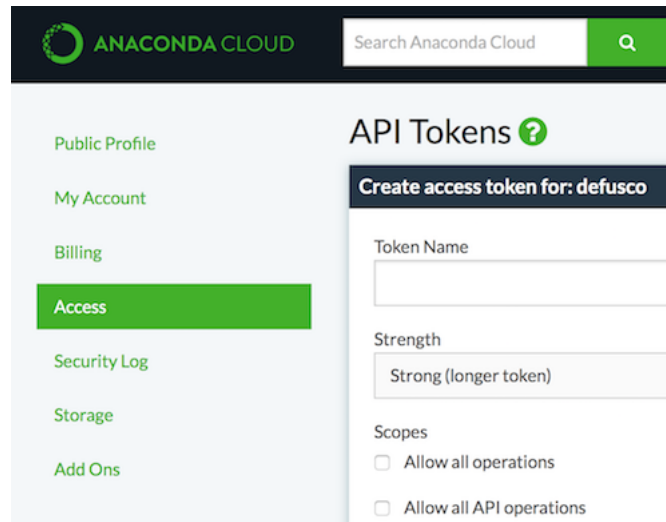 ANACONDA CLOUD
Search Anaconda Cloud
Public Profile
My Account
Billing
Access
Security Log
Storage
Add Ons
API Tokens ?
Create access token for: defusco
Token Name
Strength
Strong (longer token)
Scopes
Allow all operations
Allow all API operations